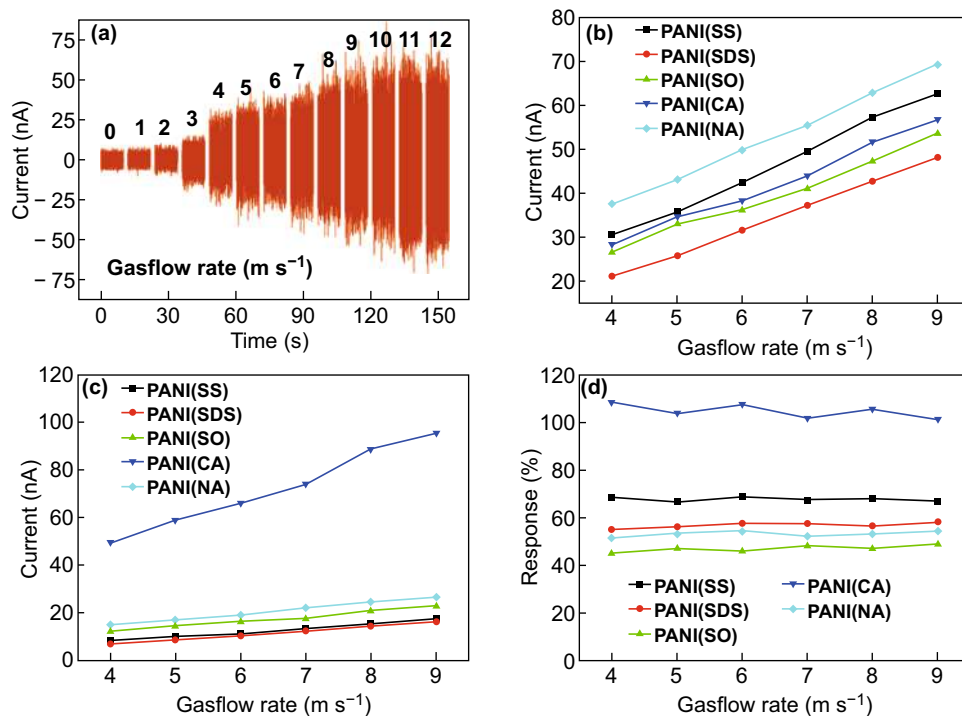 (a)
0 1 2 3 4 5 6 7 8 9 10 11 12
75
50
25
0
− 25
− 50
− 75
Current (nA)
Gasflow rate (m s⁻¹)
0 30 60 90 120 150
Time (s)
(b)
PANI(SS)
PANI(SDS)
PANI(SO)
PANI(CA)
PANI(NA)
80
70
60
50
40
30
20
Current (nA)
4 5 6 7 8 9
Gasflow rate (m s⁻¹)
(c)
PANI(SS)
PANI(SDS)
PANI(SO)
PANI(CA)
PANI(NA)
120
100
80
60
40
20
0
Current (nA)
4 5 6 7 8 9
Gasflow rate (m s⁻¹)
(d)
120
100
80
60
40
20
0
Response (%)
PANI(SS) PANI(CA)
PANI(SDS) PANI(NA)
PANI(SO)
4 5 6 7 8 9
Gasflow rate (m s⁻¹)